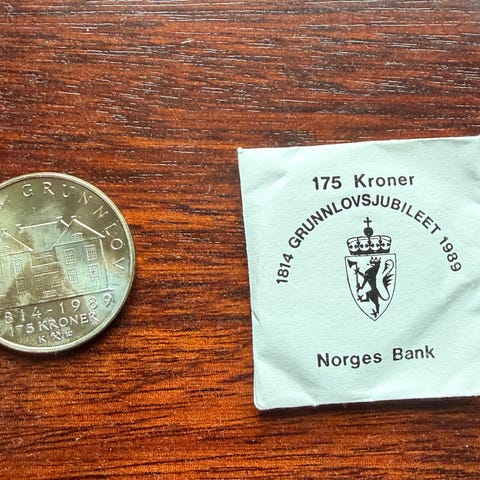 GRUNNLOV
1814-1989
175 KRONER
K
175 Kroner
1814 GRUNNLOVSJUBILEET 1989
Norges Bank